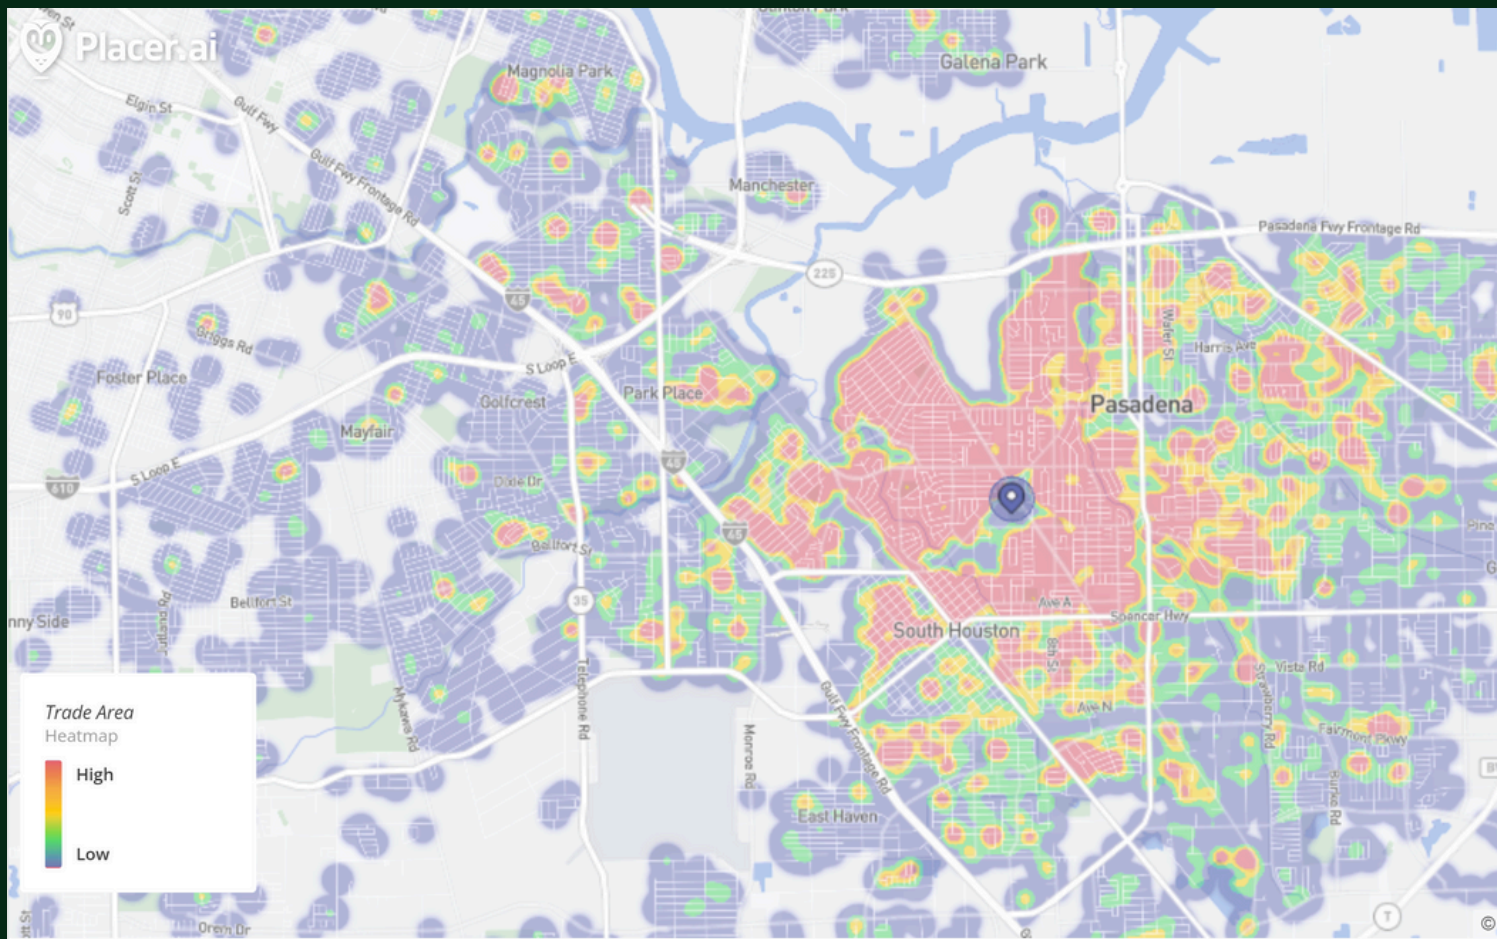 Placer.ai
Magnolia Park
Galena Park
Elgin St
Gulf Fwy
Gulf Fwy Frontage Rd
Scott St
Manchester
Pasadena Fwy Frontage Rd
225
45
90
Griggs Rd
Wafer St
Harris Ave
S Loop E
Foster Place
Park Place
Golfcrest
Pasadena
Mayfair
45
S Loop E
610
Dixie Dr
45
Bellfort St
35
Bellfort St
Ave A
Spencer Hwy
South Houston
8th St
Vista Rd
Strawberry Rd
Telephone Rd
Mykawa Rd
Ave N
Gulf Fwy Frontage Rd
Monroe Rd
Fairmont Pkwy
Burke Rd
East Haven
Trade Area
Heatmap
High
Low
T
Orem Dr
©